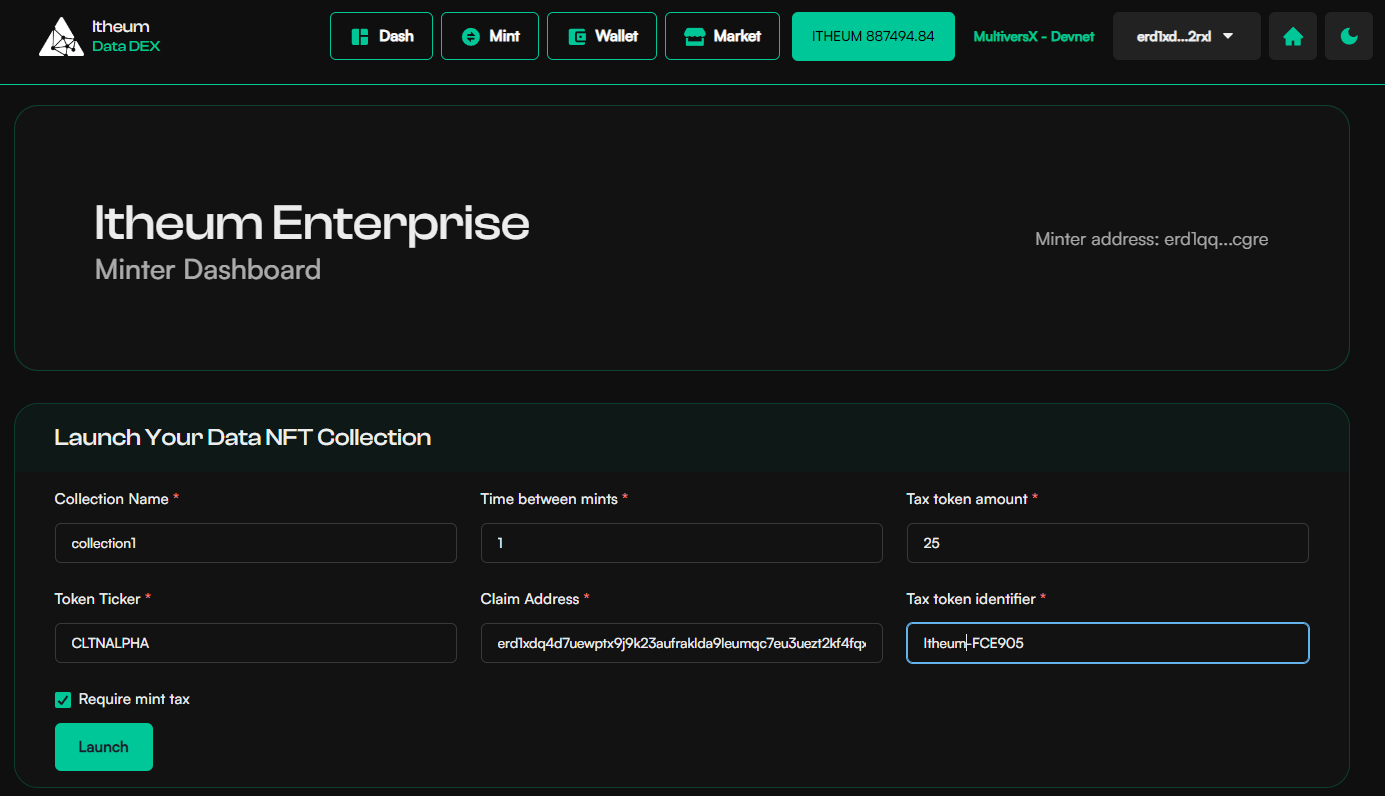 Itheum
Data DEX
Dash
Mint
Wallet
Market
ITHEUM 887494.84
MultiversX - Devnet
erd1xd...2rxl
Itheum Enterprise
Minter Dashboard
Minter address: erd1qq...cgre
Launch Your Data NFT Collection
Collection Name *
Time between mints *
Tax token amount *
collection1
1
25
Token Ticker *
Claim Address *
Tax token identifier *
CLTNALPHA
erd1xdq4d7uewptx9j9k23aufraklda9leumqc7eu3uezt2kf4fqx
Itheum-FCE905
Require mint tax
Launch